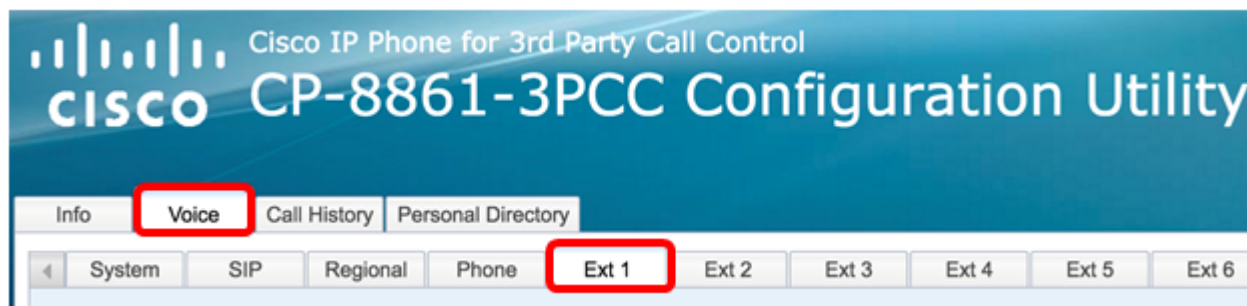 Cisco IP Phone for 3rd Party Call Control
CISCO CP-8861-3PCC Configuration Utility
Info Voice Call History Personal Directory
System SIP Regional Phone Ext 1 Ext 2 Ext 3 Ext 4 Ext 5 Ext 6